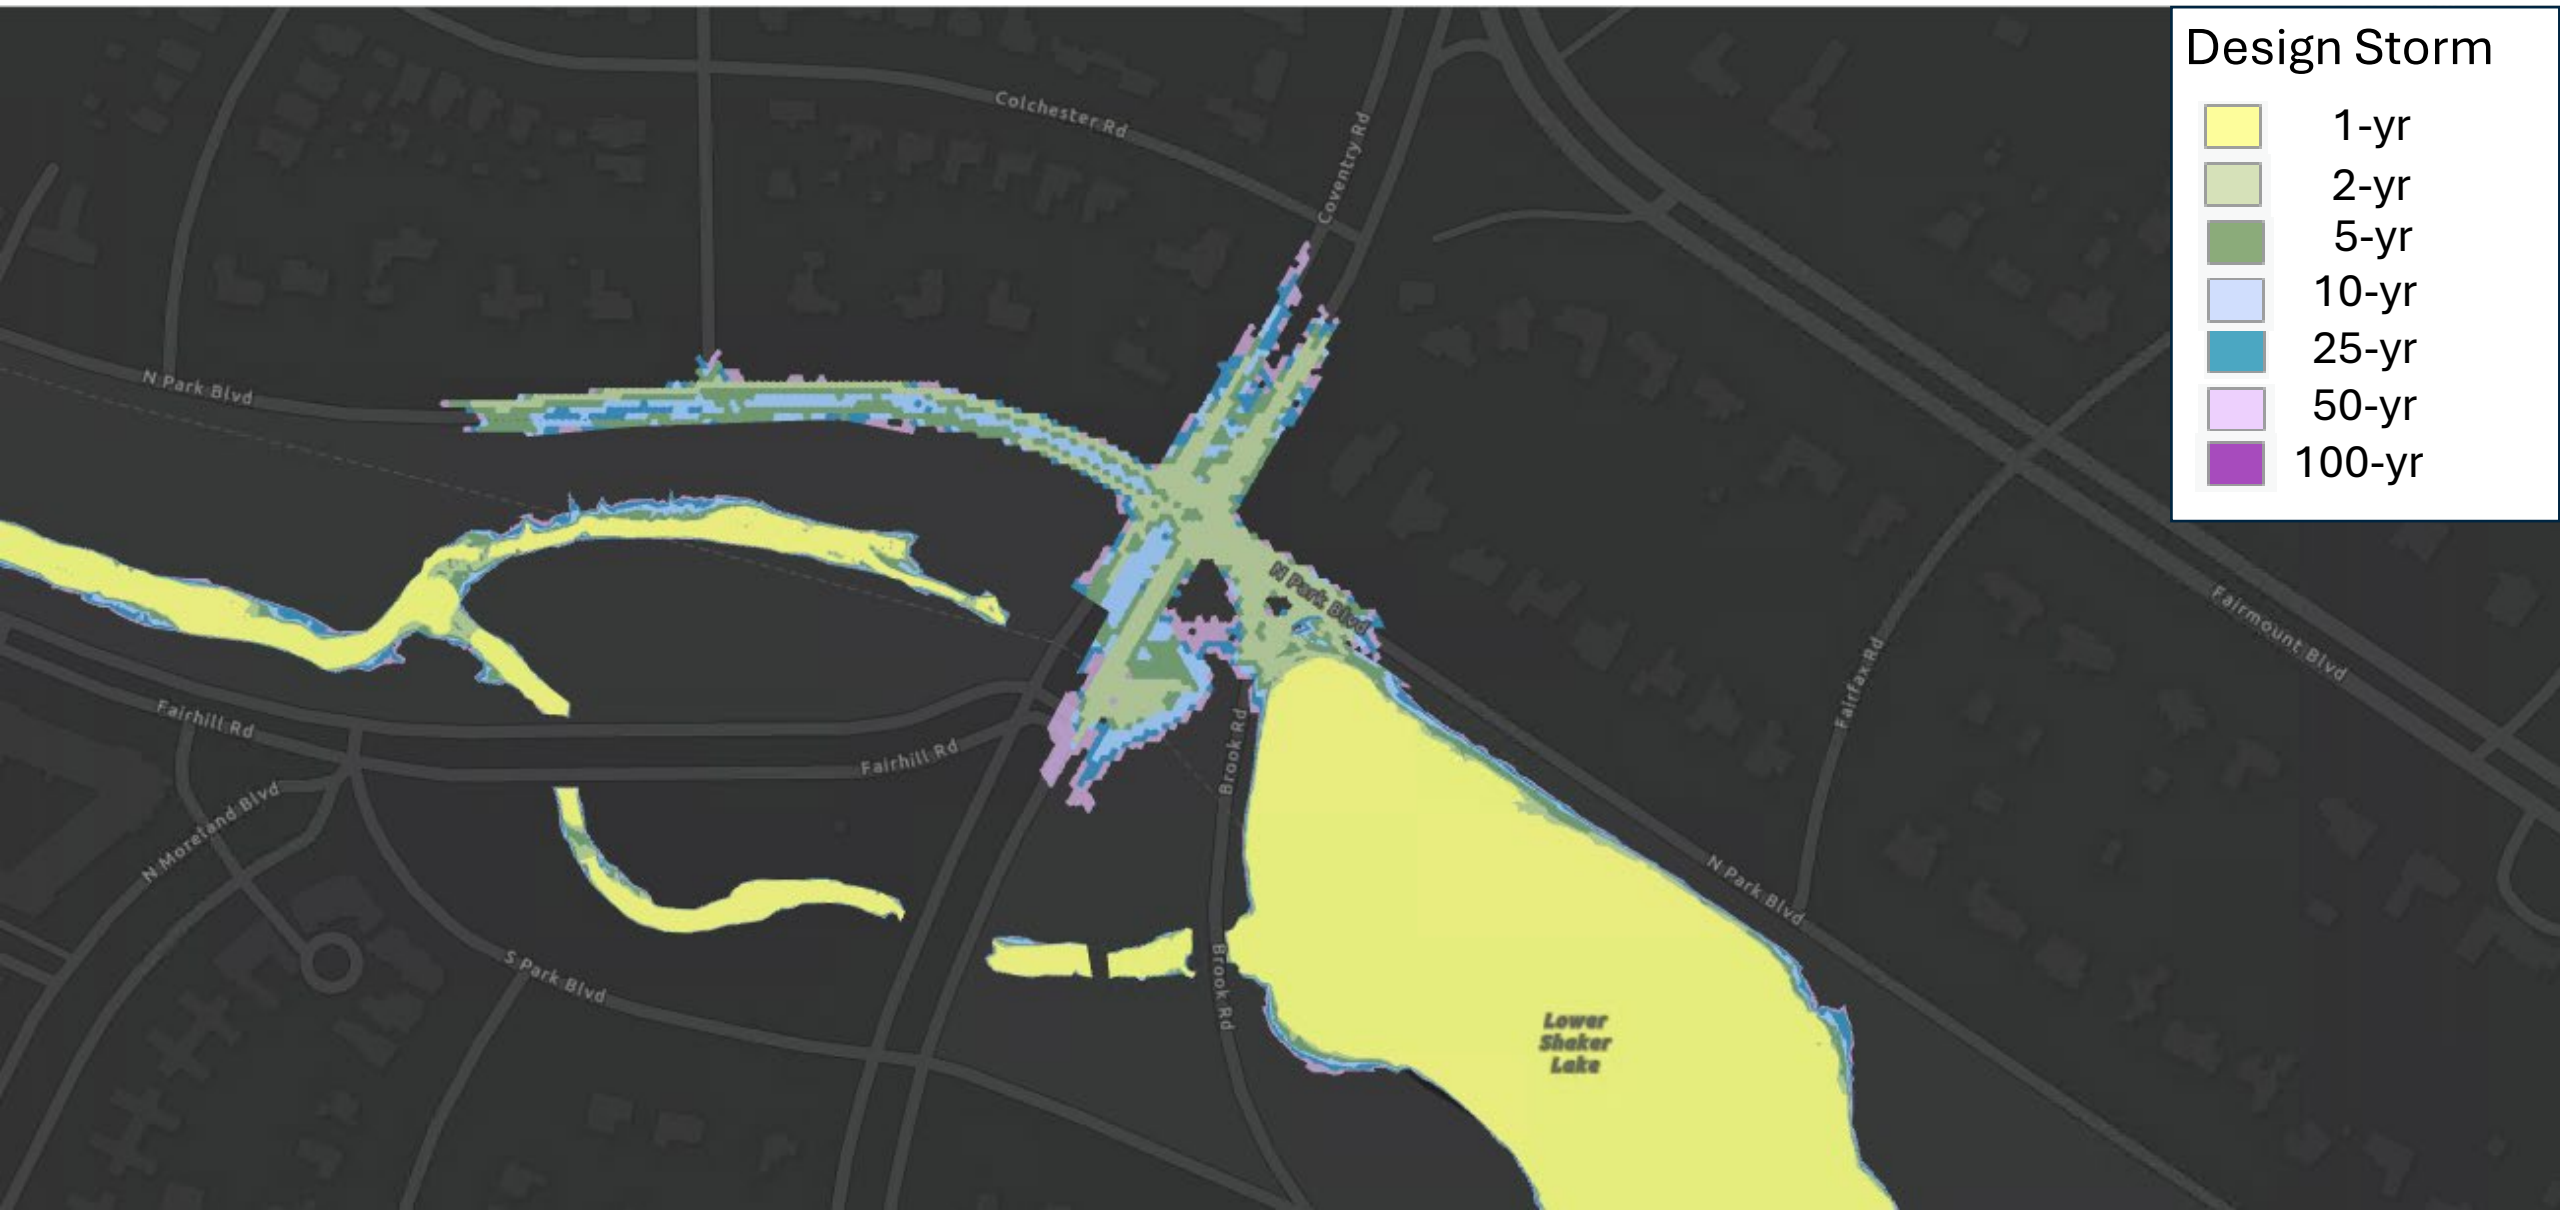 Design Storm
1-yr
2-yr
5-yr
10-yr
25-yr
50-yr
100-yr
Colchester Rd
Coventry Rd
N Park Blvd
N Park Blvd
Fairmount Blvd
Fairfax Rd
Fairhill Rd
Fairhill Rd
Brook Rd
N Moreland Blvd
N Park Blvd
S Park Blvd
Brook Rd
Lower
Shaker
Lake